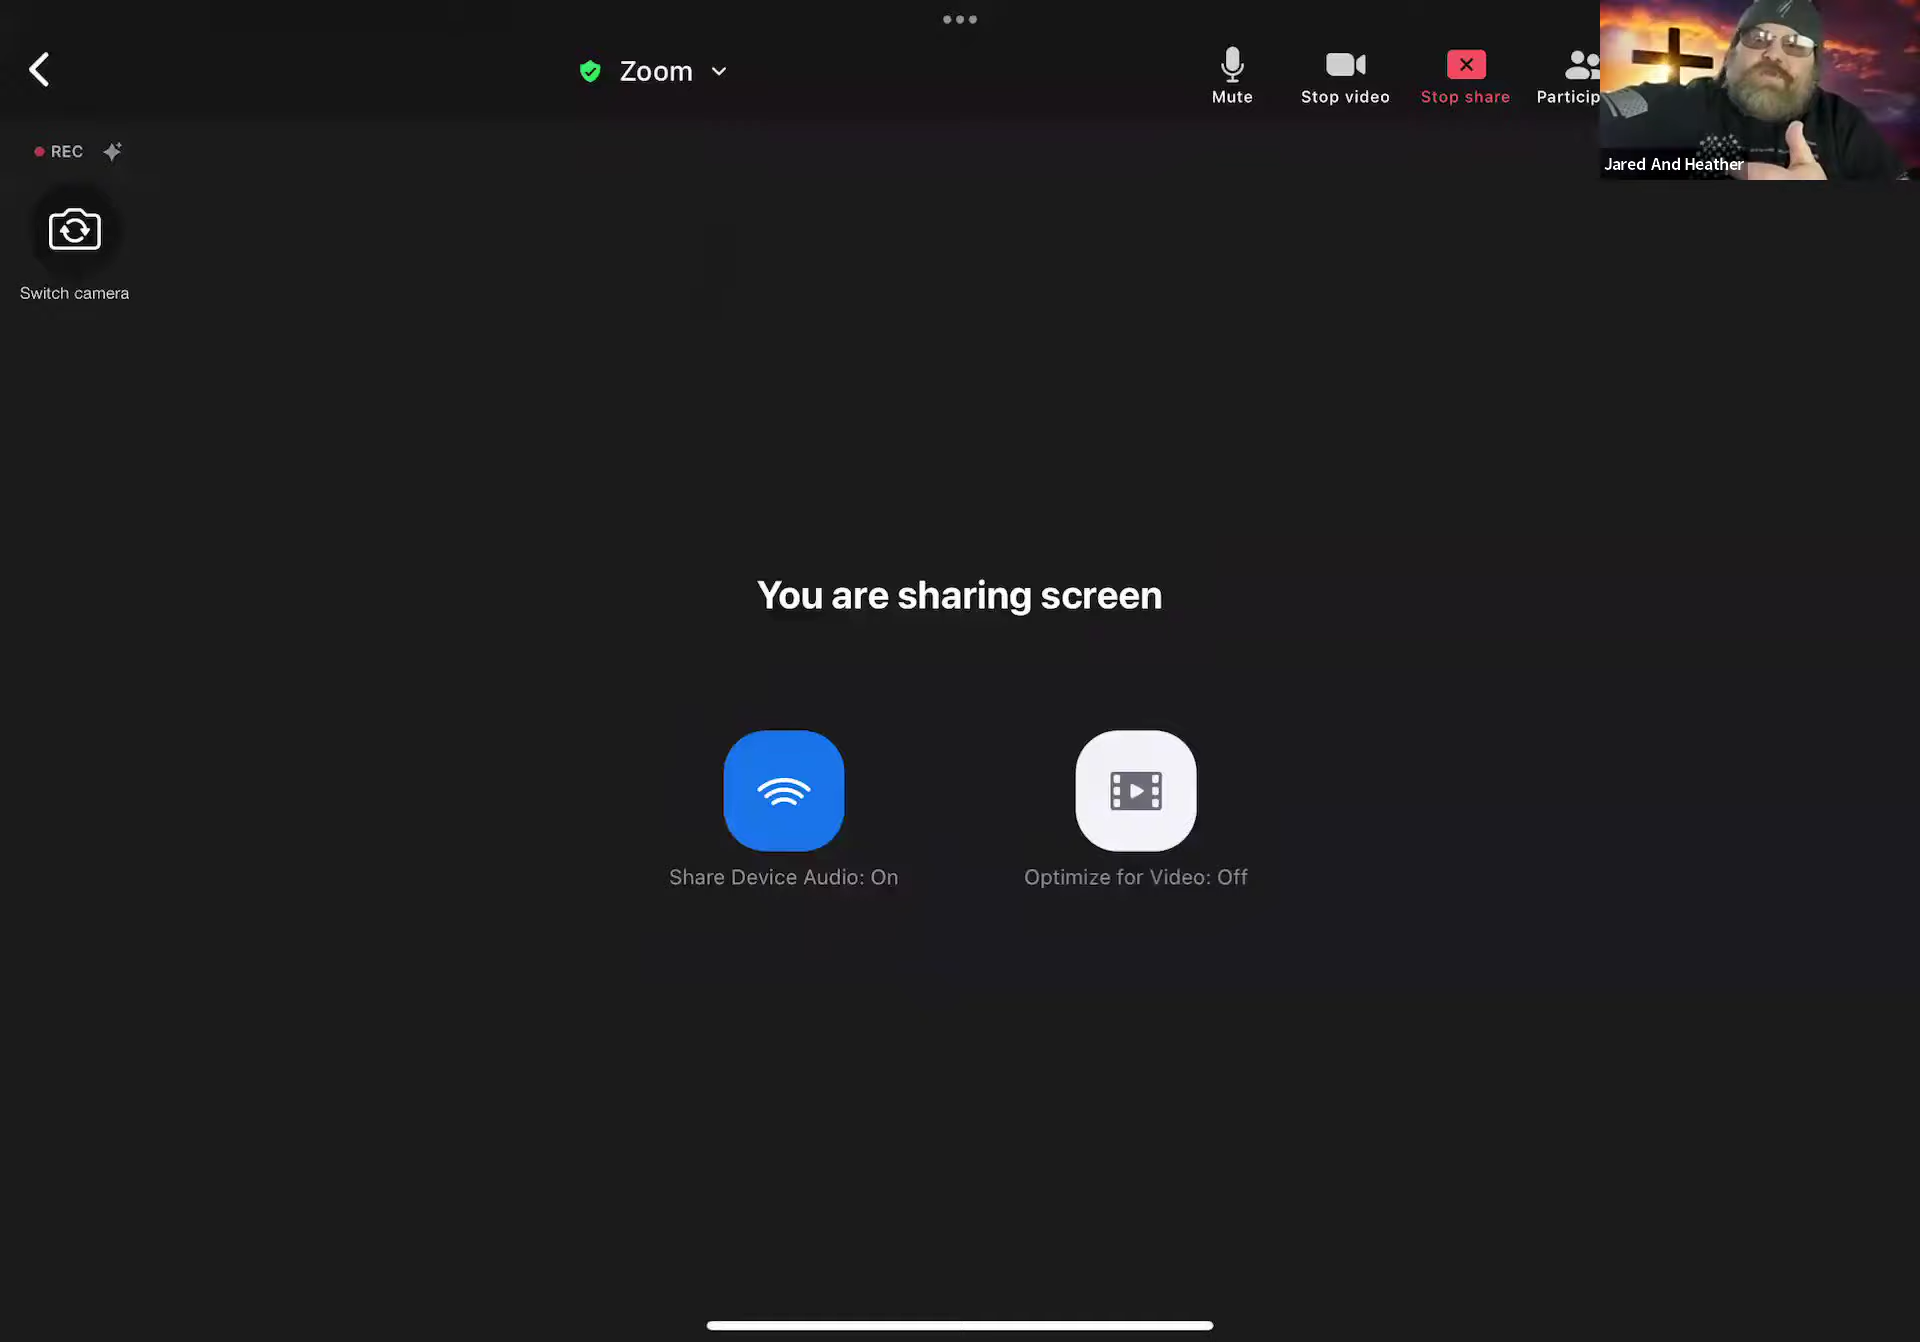 Zoom
Mute
Stop video
Stop share
Particip
Jared And Heather
REC
Switch camera
You are sharing screen
Share Device Audio: On
Optimize for Video: Off